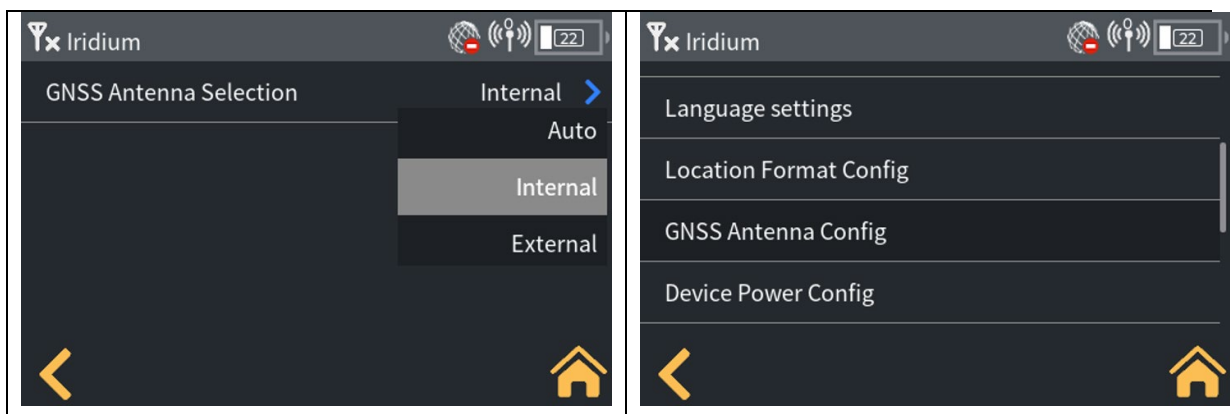 Iridium 22
GNSS Antenna Selection Internal
Auto
Internal
External
Iridium 22
Language settings
Location Format Config
GNSS Antenna Config
Device Power Config